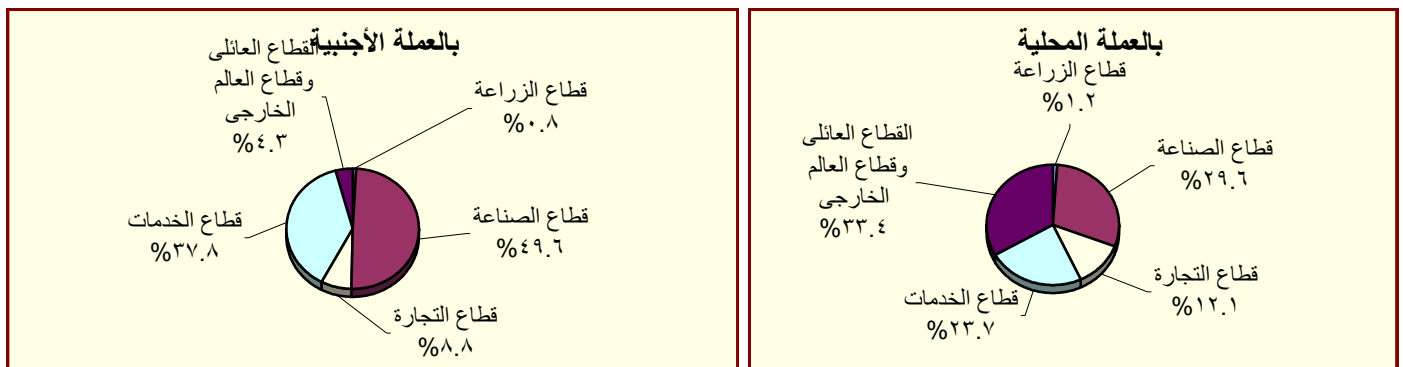 بالعملة المحلية
قطاع الزراعة
%١.٢
قطاع الصناعة
%٢٩.٦
قطاع التجارة
%١٢.١
قطاع الخدمات
%٢٣.٧
القطاع العائلى
وقطاع العالم
الخارجى
%٣٣.٤
بالعملة الأجنبية
قطاع الزراعة
%٠.٨
قطاع الصناعة
%٤٩.٦
قطاع التجارة
%٨.٨
قطاع الخدمات
%٣٧.٨
القطاع العائلى
وقطاع العالم
الخارجى
%٤.٣